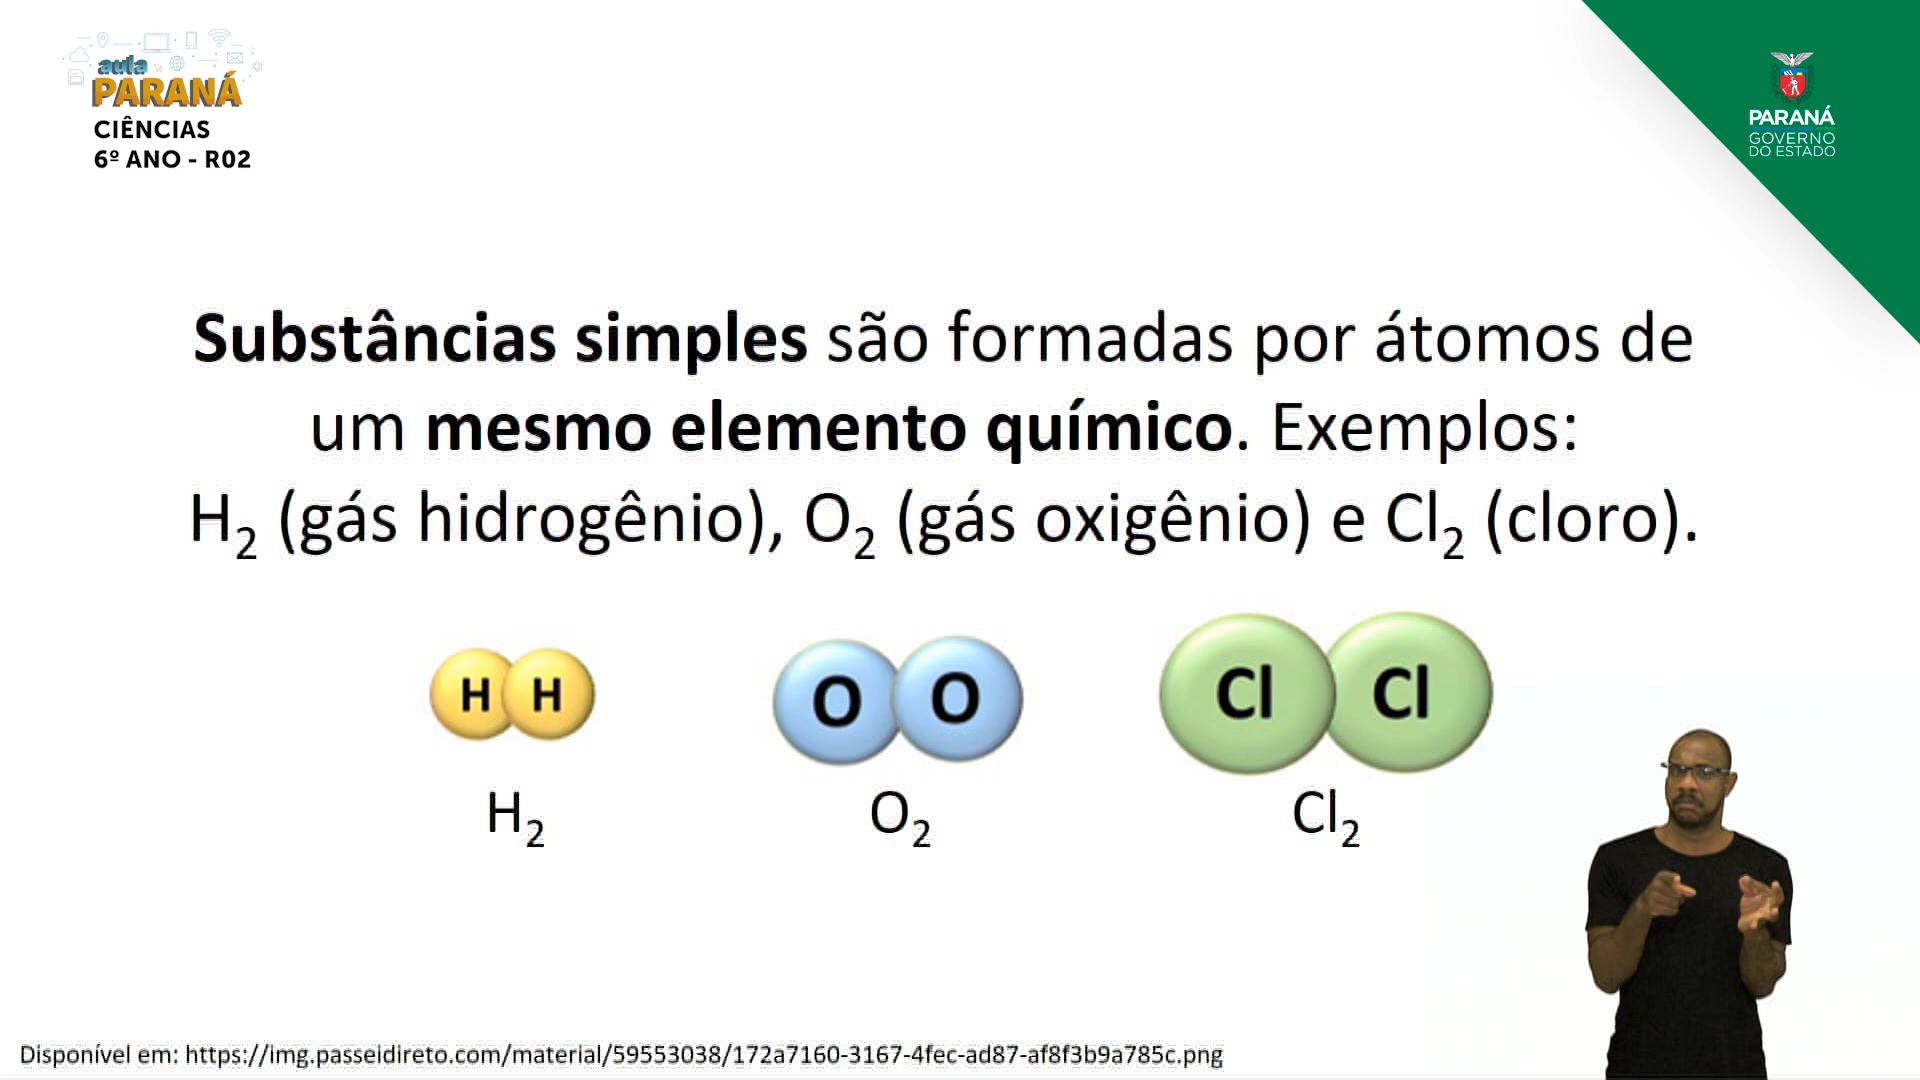 aula
PARANÁ
CIÊNCIAS
6º ANO - R02
PARANÁ
GOVERNO
DO ESTADO
Substâncias simples são formadas por átomos de
um mesmo elemento químico. Exemplos:
H₂ (gás hidrogênio), O₂ (gás oxigênio) e Cl₂ (cloro).
H H
O O
Cl Cl
H₂
O₂
Cl₂
Disponível em: https://img.passeidireto.com/material/59553038/172a7160-3167-4fec-ad87-af8f3b9a785c.png